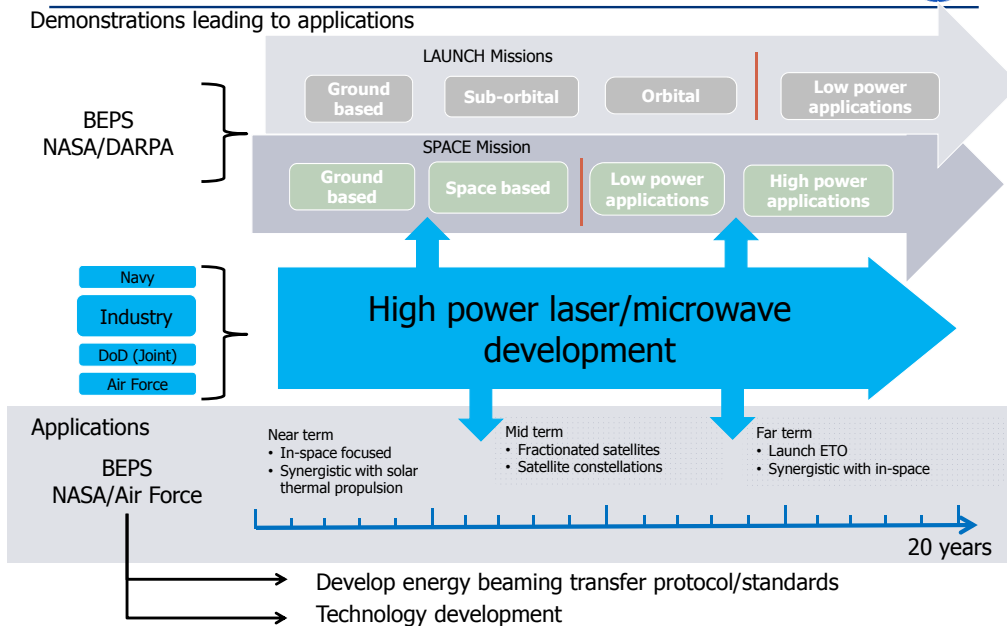 Demonstrations leading to applications
LAUNCH Missions
Ground
based
Sub-orbital
Orbital
Low power
applications
BEPS
NASA/DARPA
SPACE Mission
Ground
based
Space based
Low power
applications
High power
applications
Navy
Industry
DoD (Joint)
Air Force
High power laser/microwave
development
Applications
BEPS
NASA/Air Force
Near term
• In-space focused
• Synergistic with solar
thermal propulsion
Mid term
• Fractionated satellites
• Satellite constellations
Far term
• Launch ETO
• Synergistic with in-space
20 years
Develop energy beaming transfer protocol/standards
Technology development